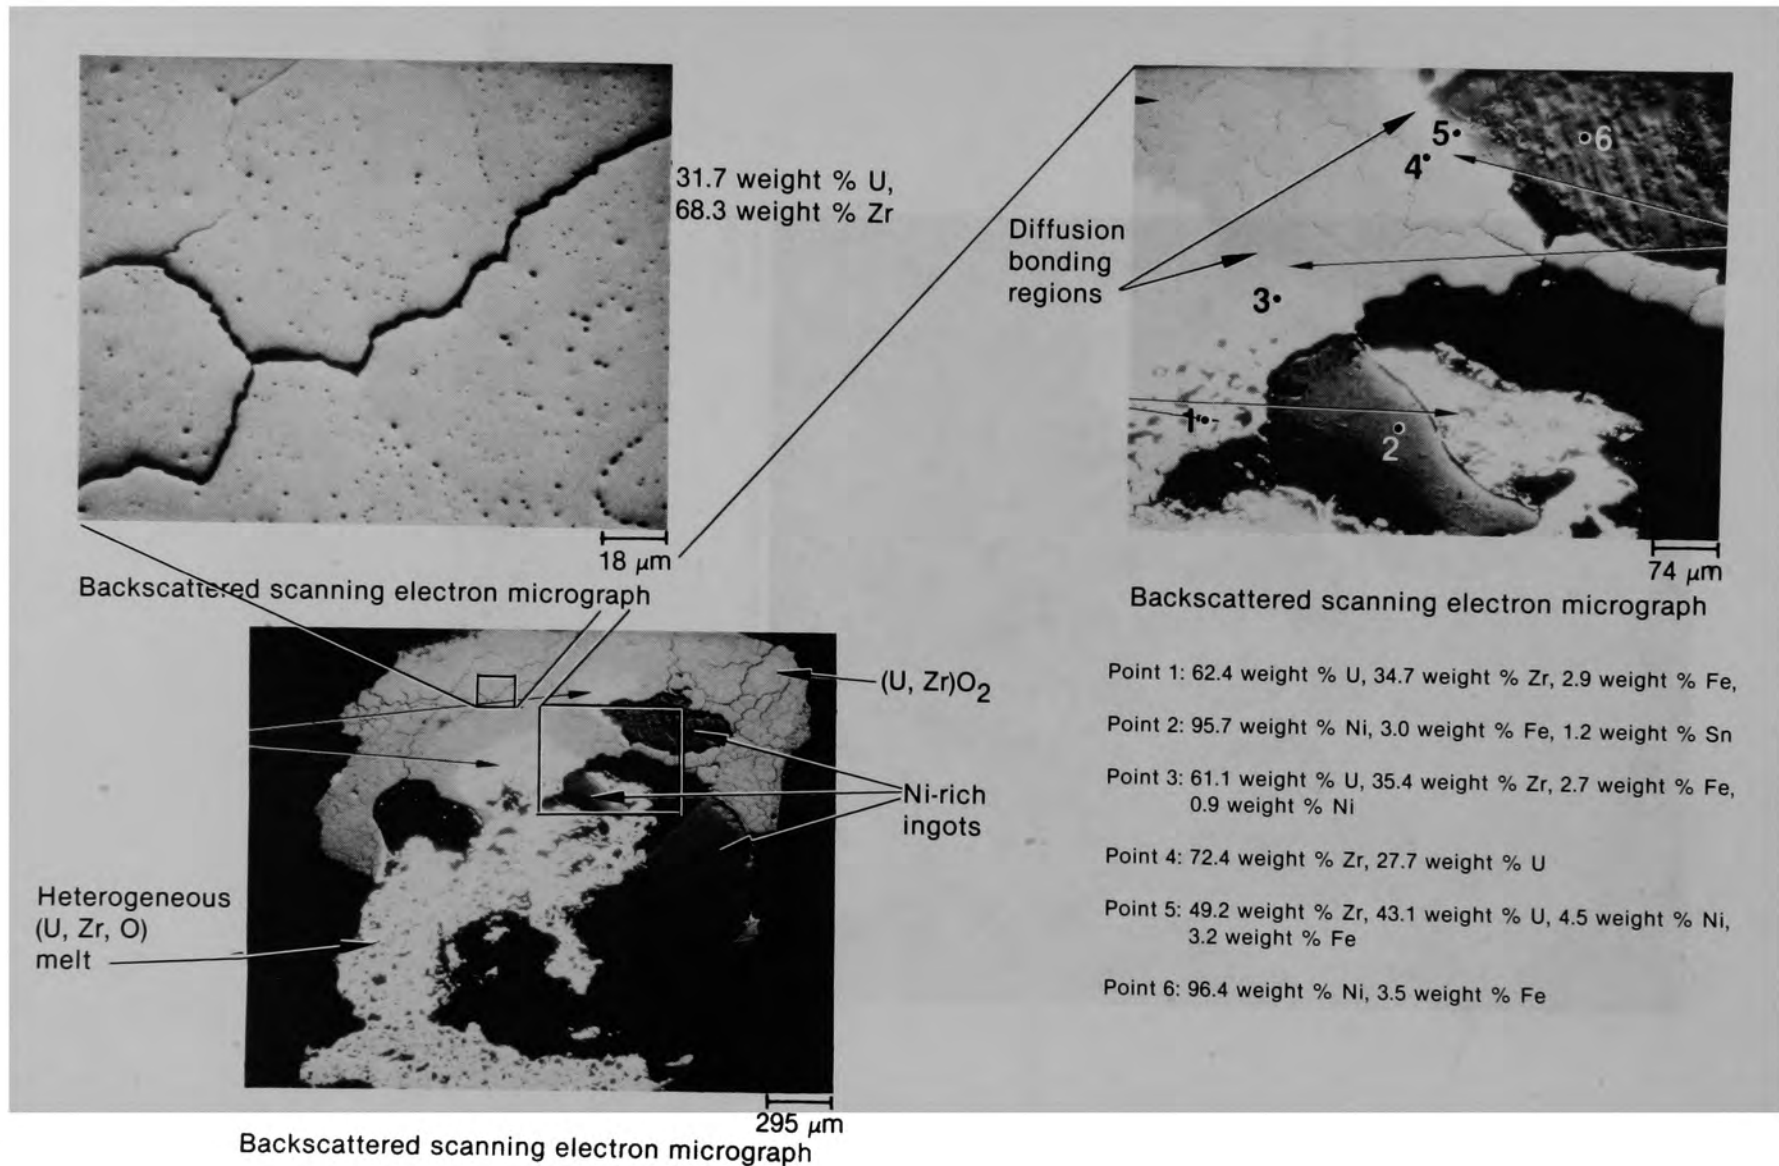 31.7 weight % U,
68.3 weight % Zr
18 μm
Backscattered scanning electron micrograph
Diffusion
bonding
regions
5
4
6
3
1
2
74 μm
Backscattered scanning electron micrograph
(U, Zr)O2
Ni-rich
ingots
Heterogeneous
(U, Zr, O)
melt
295 μm
Backscattered scanning electron micrograph
Point 1: 62.4 weight % U, 34.7 weight % Zr, 2.9 weight % Fe,
Point 2: 95.7 weight % Ni, 3.0 weight % Fe, 1.2 weight % Sn
Point 3: 61.1 weight % U, 35.4 weight % Zr, 2.7 weight % Fe,
0.9 weight % Ni
Point 4: 72.4 weight % Zr, 27.7 weight % U
Point 5: 49.2 weight % Zr, 43.1 weight % U, 4.5 weight % Ni,
3.2 weight % Fe
Point 6: 96.4 weight % Ni, 3.5 weight % Fe